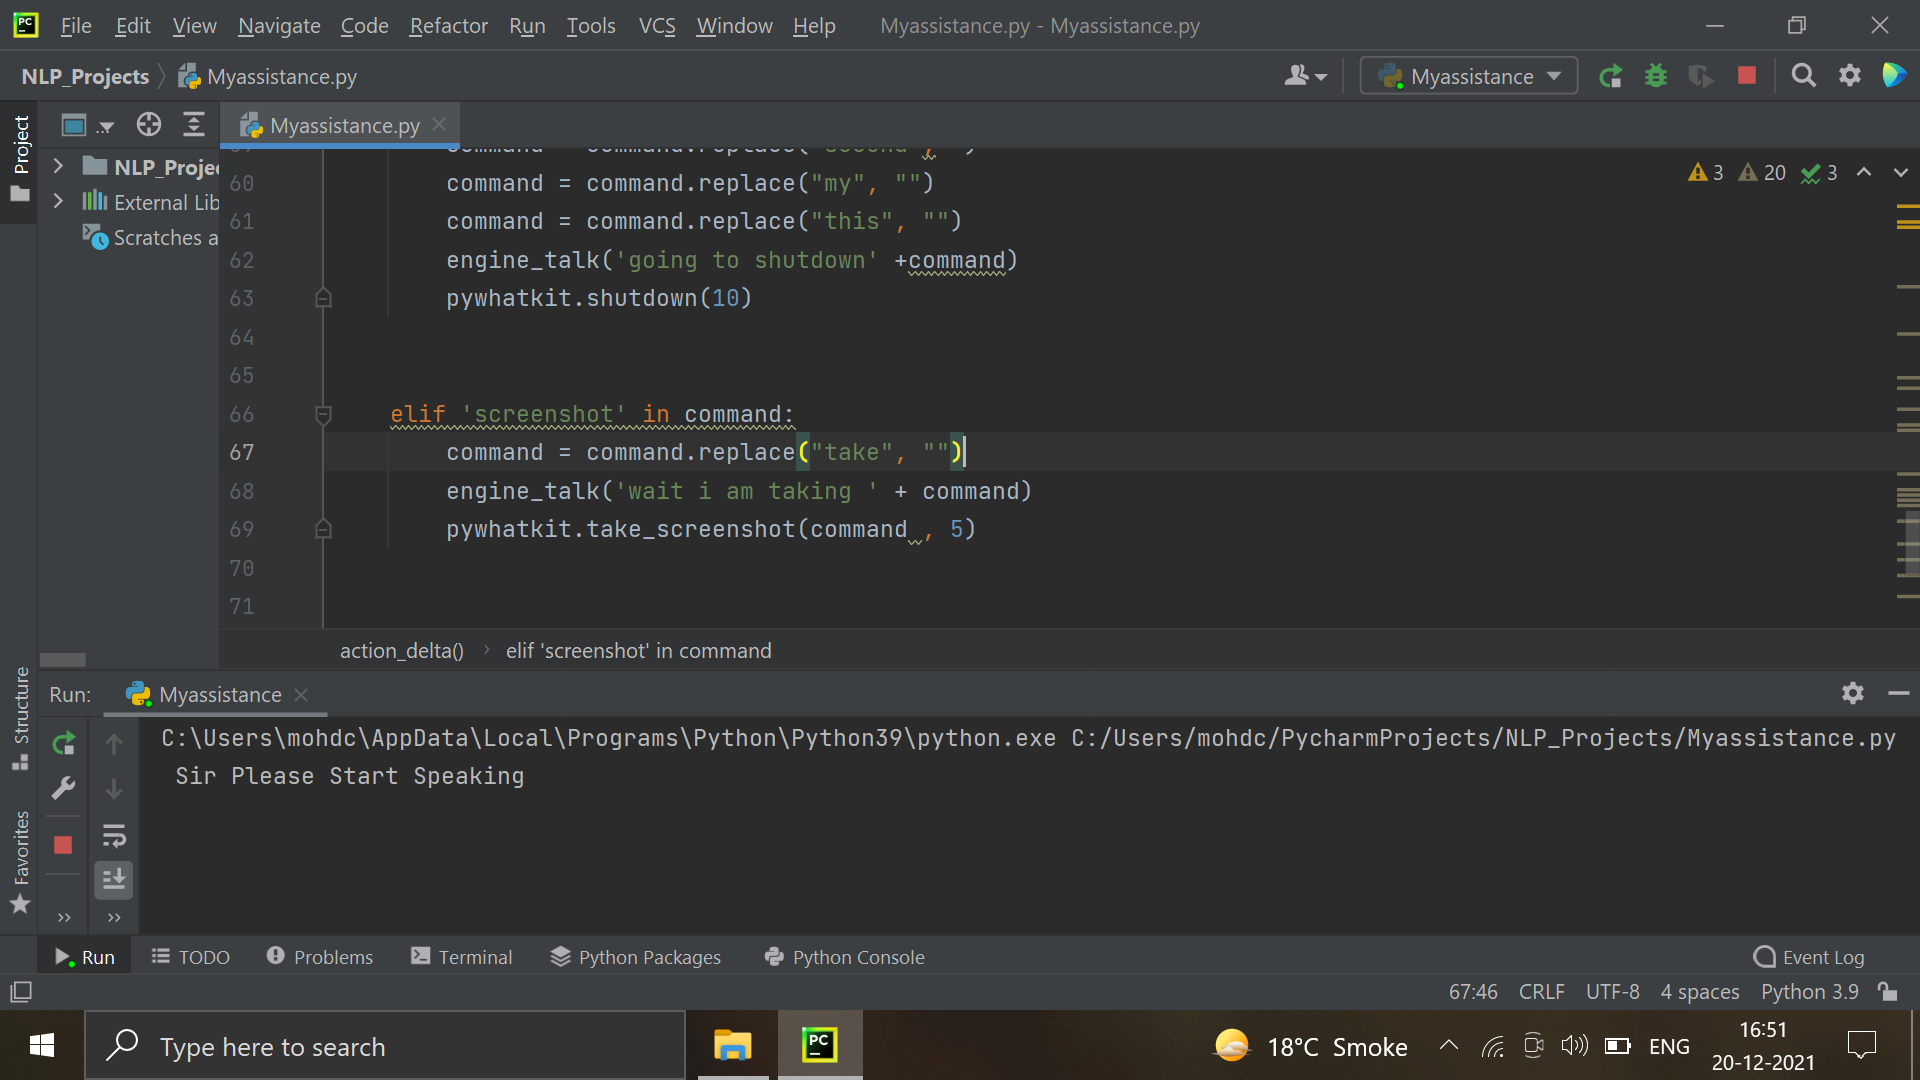 PC File Edit View Navigate Code Refactor Run Tools VCS Window Help Myassistance.py - Myassistance.py
NLP_Projects Myassistance.py Myassistance
Project ... Myassistance.py
NLP_Projec
External Lib
Scratches a
3 20 3
60 command = command.replace("my", "")
61 command = command.replace("this", "")
62 engine_talk('going to shutdown' +command)
63 pywhatkit.shutdown(10)
64
65
66 elif 'screenshot' in command:
67 command = command.replace("take", "")
68 engine_talk('wait i am taking ' + command)
69 pywhatkit.take_screenshot(command , 5)
70
71
action_delta() › elif 'screenshot' in command
Structure
Favorites
Run: Myassistance
C:\Users\mohdc\AppData\Local\Programs\Python\Python39\python.exe C:/Users/mohdc/PycharmProjects/NLP_Projects/Myassistance.py
Sir Please Start Speaking
Run TODO Problems Terminal Python Packages Python Console Event Log
67:46 CRLF UTF-8 4 spaces Python 3.9
Type here to search PC 18°C Smoke ENG 16:51
20-12-2021